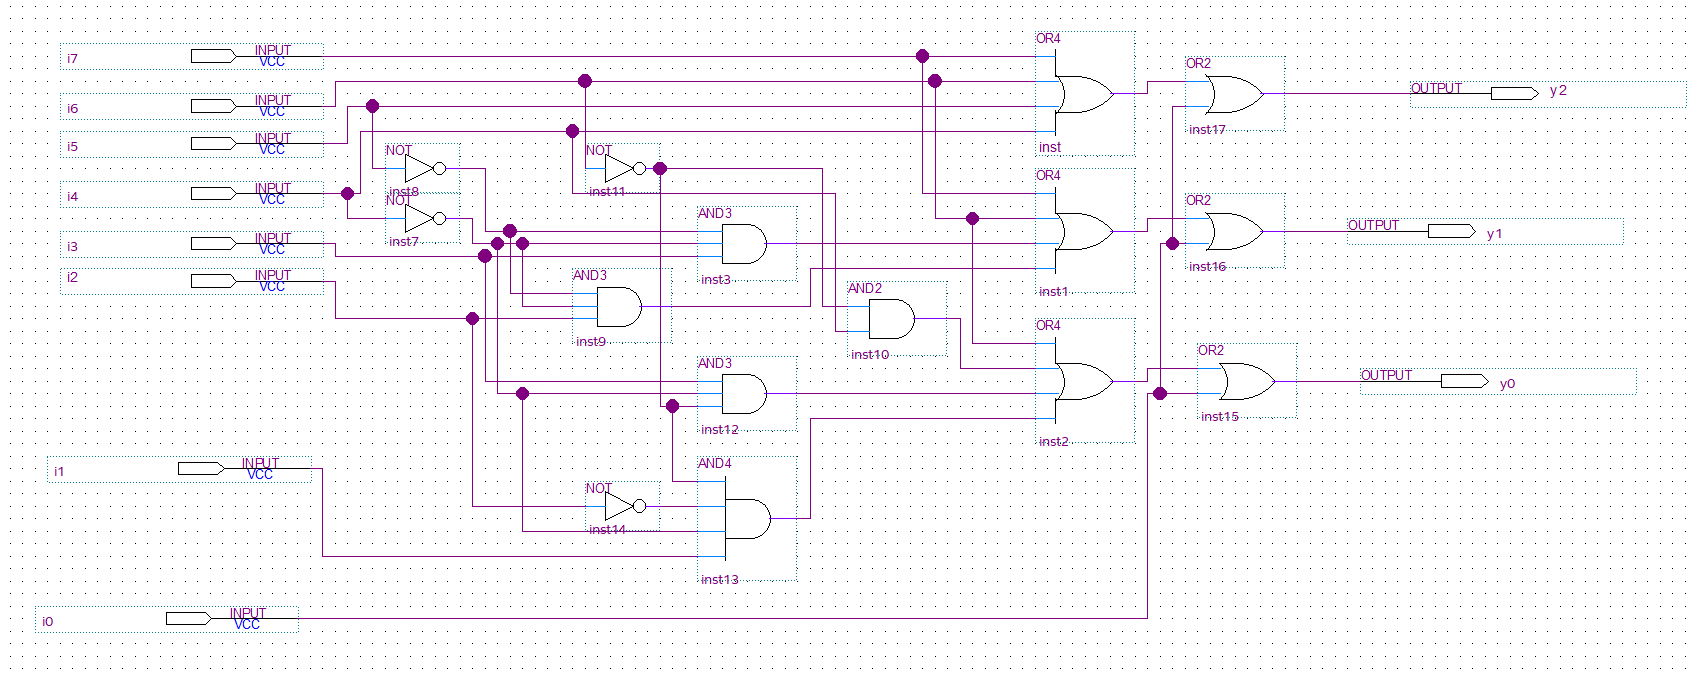 OR4
i7 INPUT VCC
OR2
i6 INPUT VCC
OUTPUT y2
inst17
i5 INPUT VCC
NOT
NOT
inst
OR4
i4 INPUT VCC
inst8
NOT
inst11
OR2
AND3
OUTPUT y1
inst7
i3 INPUT VCC
inst16
i2 INPUT VCC
AND3
inst3
AND2
inst1
OR4
inst9
inst10
OR2
AND3
OUTPUT y0
inst15
inst12
inst2
i1 INPUT VCC
AND4
NOT
inst14
inst13
i0 INPUT VCC